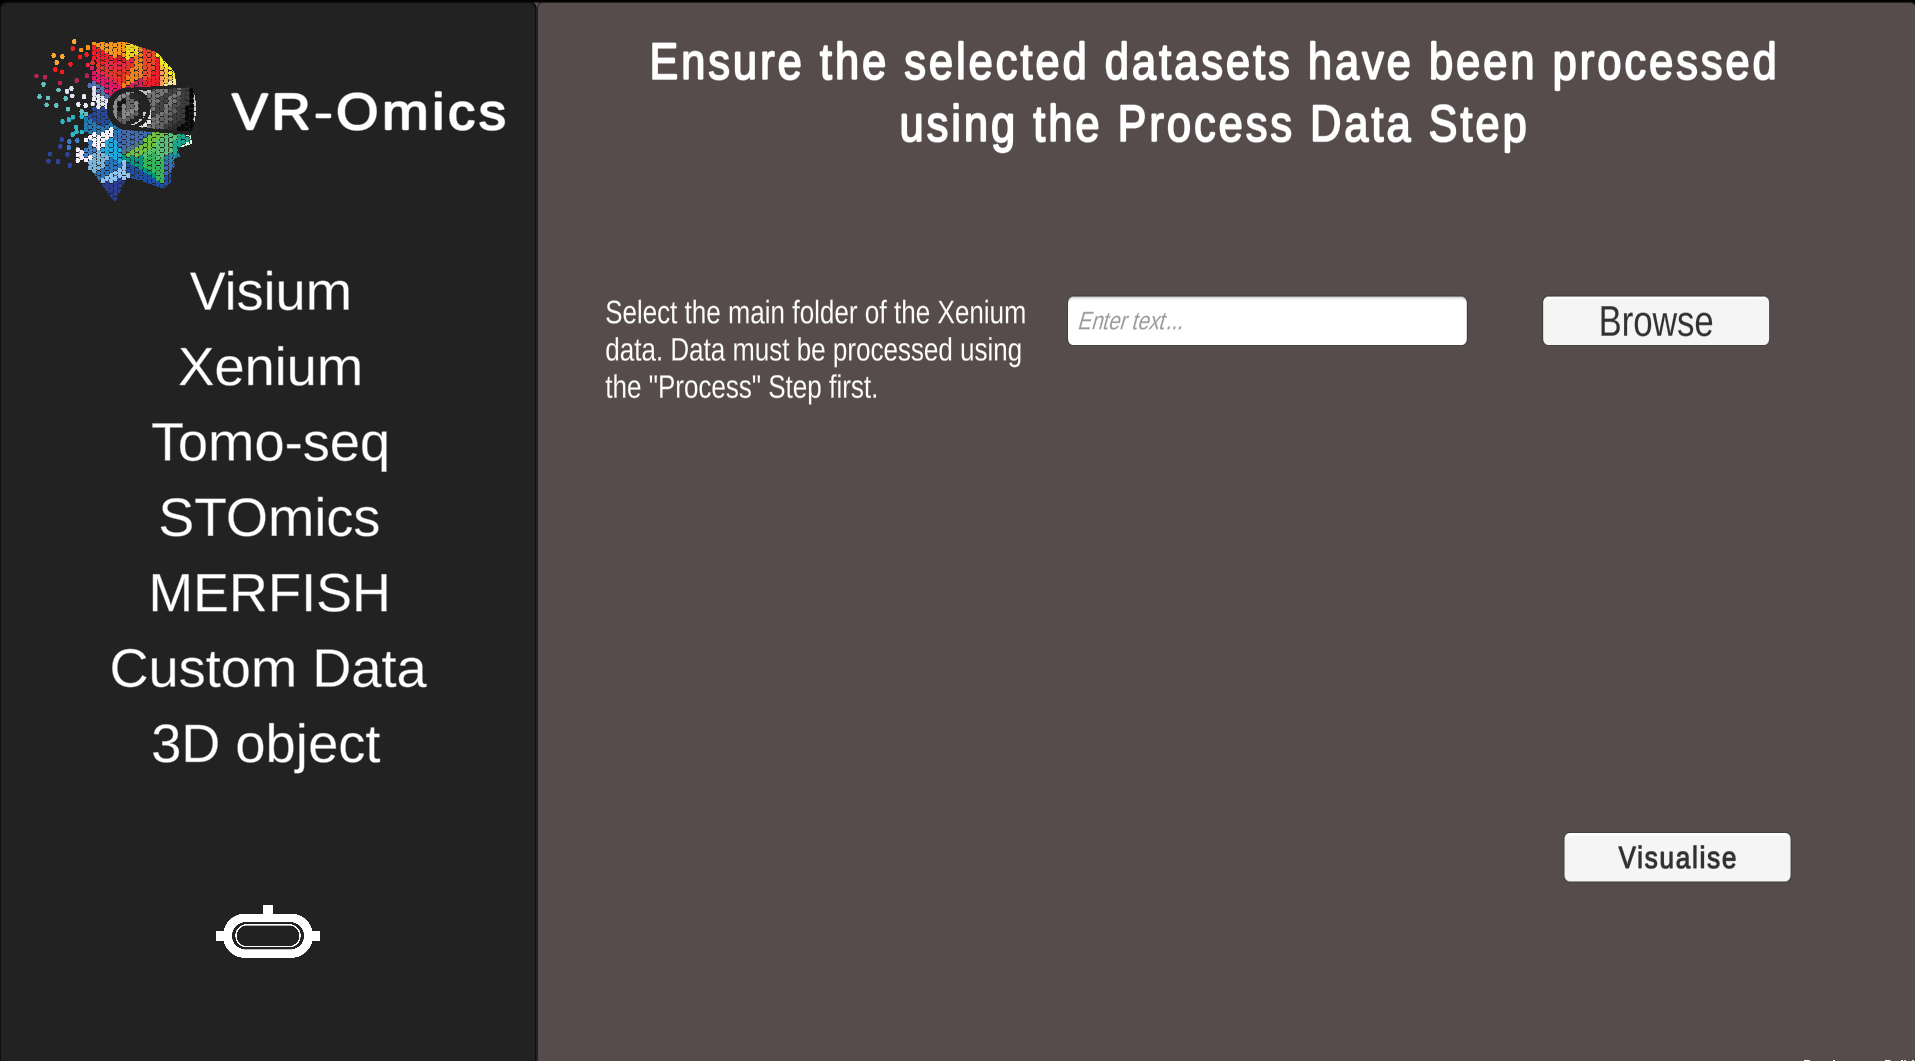 VR-Omics
Visium
Xenium
Tomo-seq
STOmics
MERFISH
Custom Data
3D object
Ensure the selected datasets have been processed
using the Process Data Step
Select the main folder of the Xenium
data. Data must be processed using
the "Process" Step first.
Enter text...
Browse
Visualise